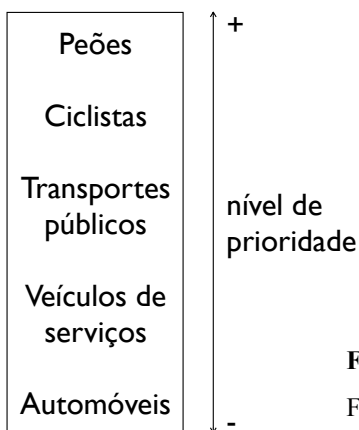 Peões
Ciclistas
Transportes
públicos
Veículos de
serviços
Automóveis
+
nível de
prioridade
-
F
F